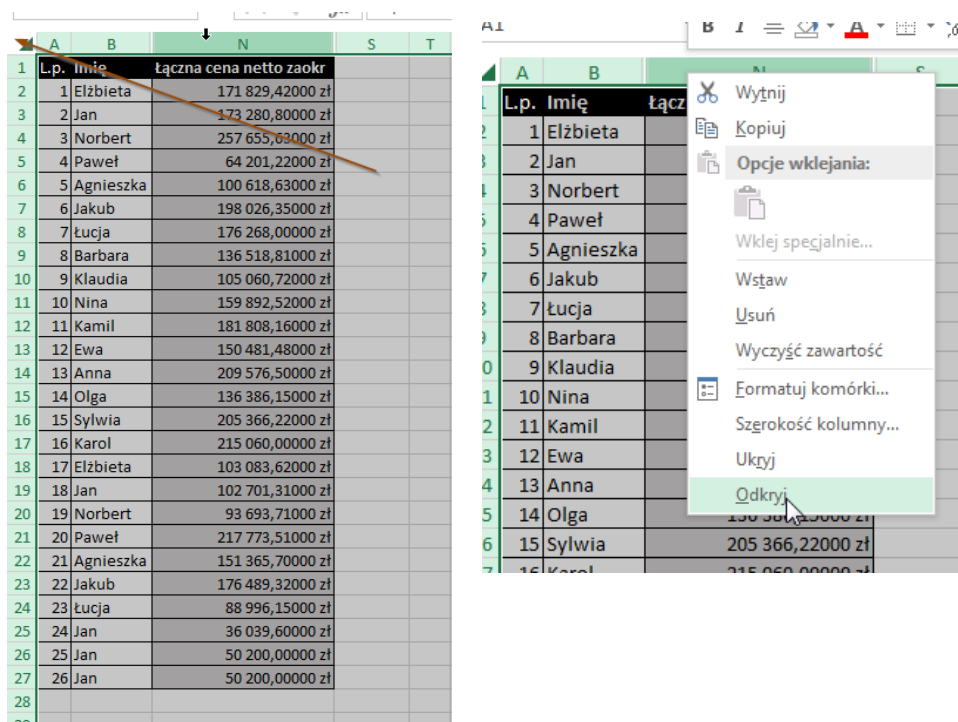 A B N S T
1 L.p. Imię Łączna cena netto zaokr
2 1 Elżbieta 171 829,42000 zł
3 2 Jan 173 280,80000 zł
4 3 Norbert 257 655,63000 zł
5 4 Paweł 64 201,22000 zł
6 5 Agnieszka 100 618,63000 zł
7 6 Jakub 198 026,35000 zł
8 7 Łucja 176 268,00000 zł
9 8 Barbara 136 518,81000 zł
10 9 Klaudia 105 060,72000 zł
11 10 Nina 159 892,52000 zł
12 11 Kamil 181 808,16000 zł
13 12 Ewa 150 481,48000 zł
14 13 Anna 209 576,50000 zł
15 14 Olga 136 386,15000 zł
16 15 Sylwia 205 366,22000 zł
17 16 Karol 215 060,00000 zł
18 17 Elżbieta 103 083,62000 zł
19 18 Jan 102 701,31000 zł
20 19 Norbert 93 693,71000 zł
21 20 Paweł 217 773,51000 zł
22 21 Agnieszka 151 365,70000 zł
23 22 Jakub 176 489,32000 zł
24 23 Łucja 88 996,15000 zł
25 24 Jan 36 039,60000 zł
26 25 Jan 50 200,00000 zł
27 26 Jan 50 200,00000 zł
28
A1
B I A
A B
L.p. Imię Łącz
1 Elżbieta
2 Jan
3 Norbert
4 Paweł
5 Agnieszka
6 Jakub
7 Łucja
8 Barbara
9 Klaudia
10 Nina
11 Kamil
12 Ewa
13 Anna
14 Olga 136 386,15000 zł
15 Sylwia 205 366,22000 zł
16 Karol 215 060,00000 zł
Wytnij
Kopiuj
Opcje wklejania:
Wklej specjalnie...
Wstaw
Usuń
Wyczyść zawartość
Formatuj komórki...
Szerokość kolumny...
Ukryj
Odkryj